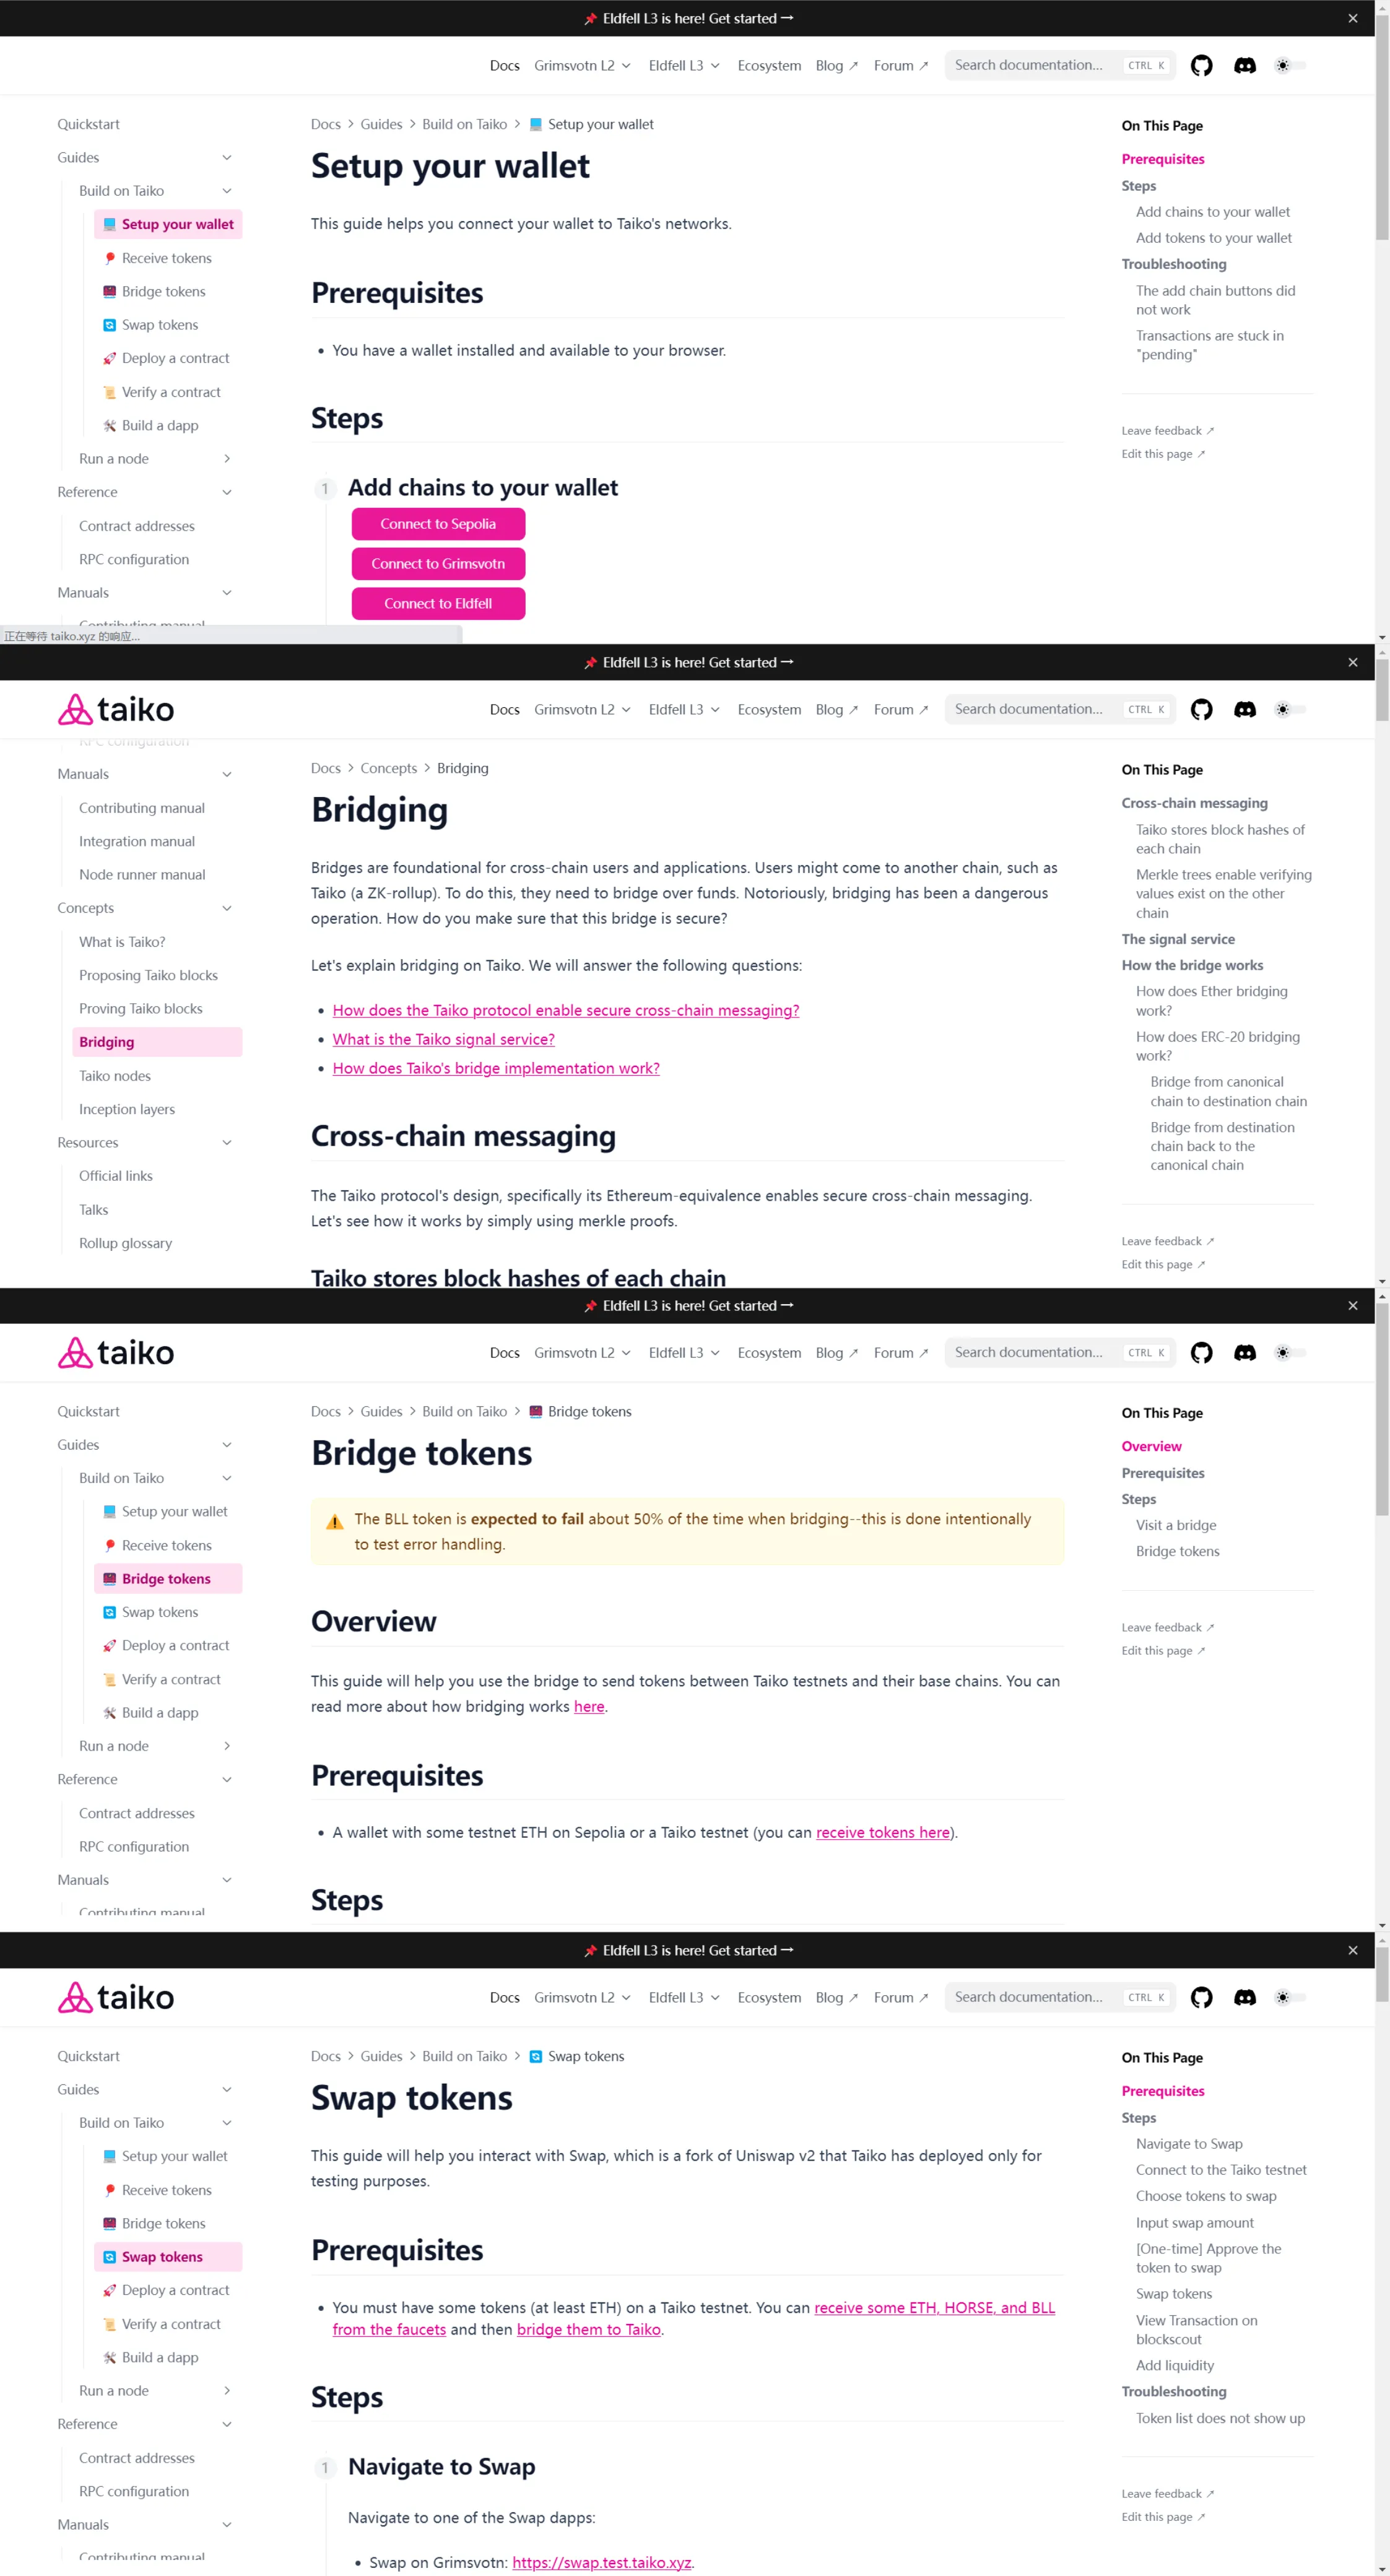 Eldfell L3 is here! Get started →
Docs Grimsvotn L2 Eldfell L3 Ecosystem Blog ↗ Forum ↗ Search documentation... CTRL K
Quickstart
Guides
Build on Taiko
Setup your wallet
Receive tokens
Bridge tokens
Swap tokens
Deploy a contract
Verify a contract
Build a dapp
Run a node
Reference
Contract addresses
RPC configuration
Manuals
Contributing manual
正在等待 taiko.xyz 的响应...
Docs > Guides > Build on Taiko > Setup your wallet
Setup your wallet
This guide helps you connect your wallet to Taiko's networks.
Prerequisites
• You have a wallet installed and available to your browser.
Steps
1 Add chains to your wallet
Connect to Sepolia
Connect to Grimsvotn
Connect to Eldfell
On This Page
Prerequisites
Steps
Add chains to your wallet
Add tokens to your wallet
Troubleshooting
The add chain buttons did
not work
Transactions are stuck in
"pending"
Leave feedback ↗
Edit this page ↗
Eldfell L3 is here! Get started →
taiko
Docs Grimsvotn L2 Eldfell L3 Ecosystem Blog ↗ Forum ↗ Search documentation... CTRL K
RPC configuration
Manuals
Contributing manual
Integration manual
Node runner manual
Concepts
What is Taiko?
Proposing Taiko blocks
Proving Taiko blocks
Bridging
Taiko nodes
Inception layers
Resources
Official links
Talks
Rollup glossary
Docs > Concepts > Bridging
Bridging
Bridges are foundational for cross-chain users and applications. Users might come to another chain, such as
Taiko (a ZK-rollup). To do this, they need to bridge over funds. Notoriously, bridging has been a dangerous
operation. How do you make sure that this bridge is secure?
Let's explain bridging on Taiko. We will answer the following questions:
• How does the Taiko protocol enable secure cross-chain messaging?
• What is the Taiko signal service?
• How does Taiko's bridge implementation work?
Cross-chain messaging
The Taiko protocol's design, specifically its Ethereum-equivalence enables secure cross-chain messaging.
Let's see how it works by simply using merkle proofs.
Taiko stores block hashes of each chain
On This Page
Cross-chain messaging
Taiko stores block hashes of
each chain
Merkle trees enable verifying
values exist on the other
chain
The signal service
How the bridge works
How does Ether bridging
work?
How does ERC-20 bridging
work?
Bridge from canonical
chain to destination chain
Bridge from destination
chain back to the
canonical chain
Leave feedback ↗
Edit this page ↗
Eldfell L3 is here! Get started →
taiko
Docs Grimsvotn L2 Eldfell L3 Ecosystem Blog ↗ Forum ↗ Search documentation... CTRL K
Quickstart
Guides
Build on Taiko
Setup your wallet
Receive tokens
Bridge tokens
Swap tokens
Deploy a contract
Verify a contract
Build a dapp
Run a node
Reference
Contract addresses
RPC configuration
Manuals
Contributing manual
Docs > Guides > Build on Taiko > Bridge tokens
Bridge tokens
The BLL token is expected to fail about 50% of the time when bridging--this is done intentionally
to test error handling.
Overview
This guide will help you use the bridge to send tokens between Taiko testnets and their base chains. You can
read more about how bridging works here.
Prerequisites
• A wallet with some testnet ETH on Sepolia or a Taiko testnet (you can receive tokens here).
Steps
On This Page
Overview
Prerequisites
Steps
Visit a bridge
Bridge tokens
Leave feedback ↗
Edit this page ↗
Eldfell L3 is here! Get started →
taiko
Docs Grimsvotn L2 Eldfell L3 Ecosystem Blog ↗ Forum ↗ Search documentation... CTRL K
Quickstart
Guides
Build on Taiko
Setup your wallet
Receive tokens
Bridge tokens
Swap tokens
Deploy a contract
Verify a contract
Build a dapp
Run a node
Reference
Contract addresses
RPC configuration
Manuals
Contributing manual
Docs > Guides > Build on Taiko > Swap tokens
Swap tokens
This guide will help you interact with Swap, which is a fork of Uniswap v2 that Taiko has deployed only for
testing purposes.
Prerequisites
• You must have some tokens (at least ETH) on a Taiko testnet. You can receive some ETH, HORSE, and BLL
from the faucets and then bridge them to Taiko.
Steps
1 Navigate to Swap
Navigate to one of the Swap dapps:
• Swap on Grimsvotn: https://swap.test.taiko.xyz.
On This Page
Prerequisites
Steps
Navigate to Swap
Connect to the Taiko testnet
Choose tokens to swap
Input swap amount
[One-time] Approve the
token to swap
Swap tokens
View Transaction on
blockscout
Add liquidity
Troubleshooting
Token list does not show up
Leave feedback ↗
Edit this page ↗